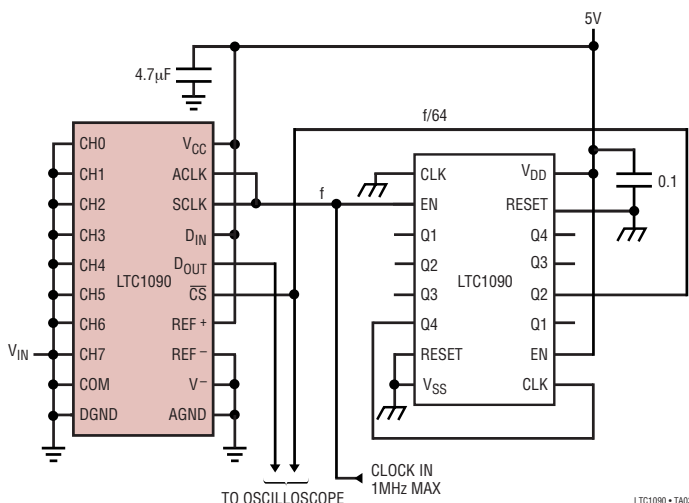 5V
4.7µF
f/64
CH0
CH1
CH2
CH3
CH4
CH5
CH6
CH7
COM
DGND
LTC1090
VCC
ACLK
SCLK
DIN
DOUT
CS
REF+
REF−
V−
AGND
VIN
f
CLK
EN
Q1
Q2
Q3
Q4
RESET
VSS
LTC1090
VDD
RESET
Q4
Q3
Q2
Q1
EN
CLK
0.1
TO OSCILLOSCOPE
CLOCK IN
1MHz MAX